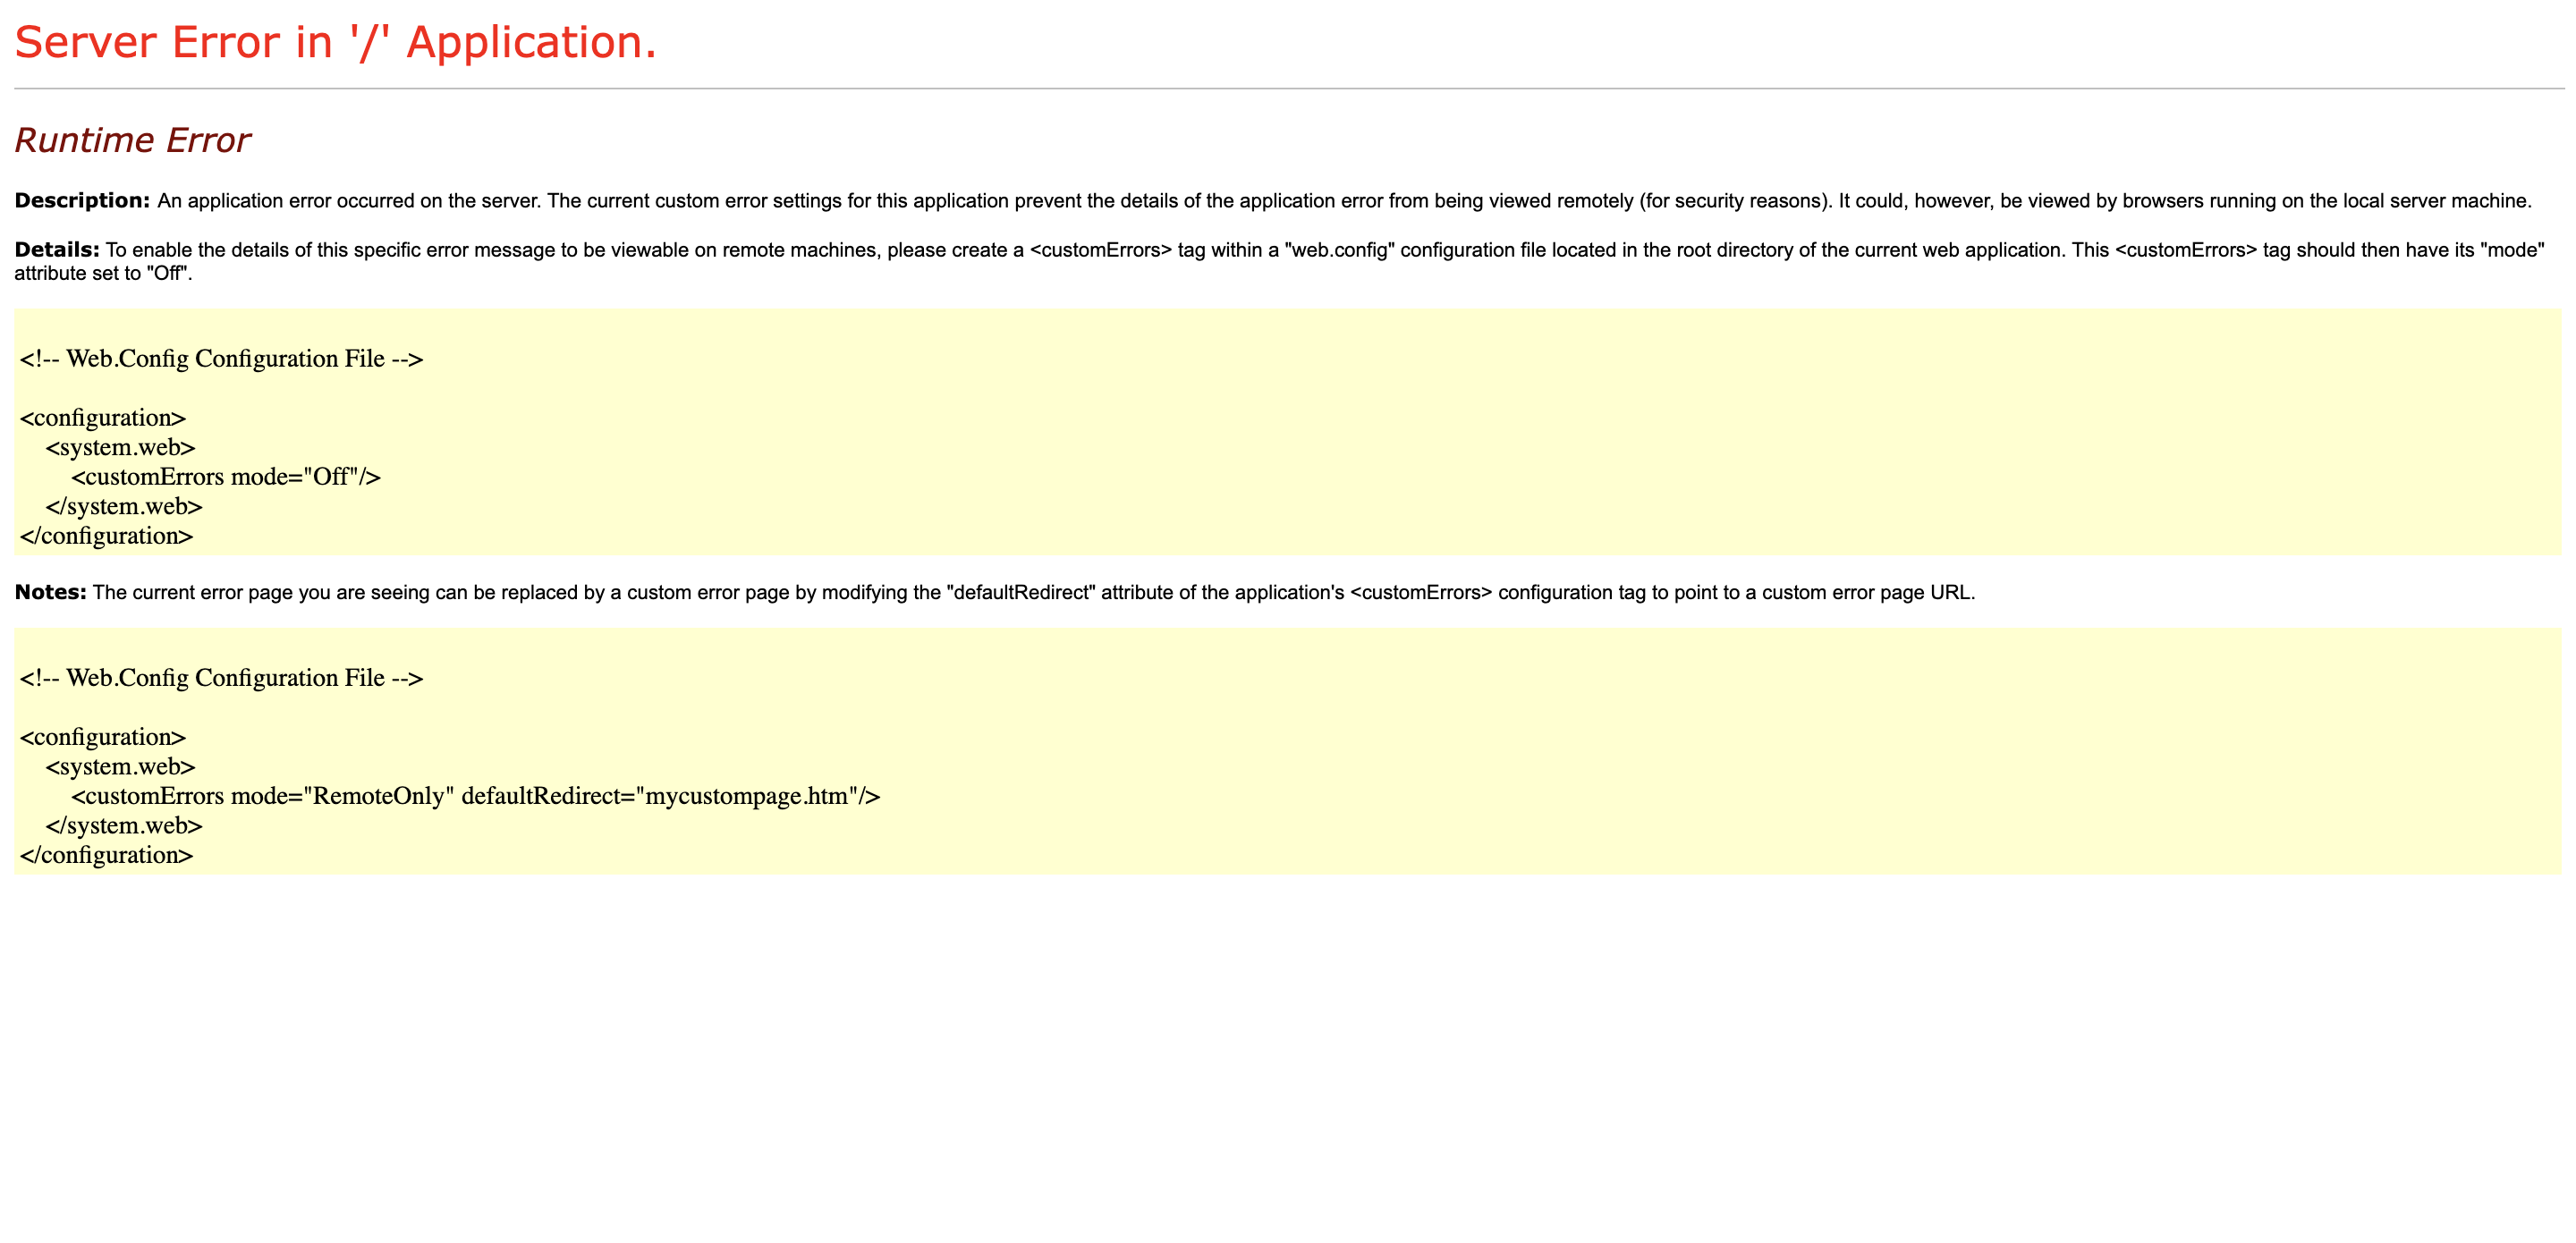 Server Error in '/' Application.
Runtime Error
Description: An application error occurred on the server. The current custom error settings for this application prevent the details of the application error from being viewed remotely (for security reasons). It could, however, be viewed by browsers running on the local server machine.
Details: To enable the details of this specific error message to be viewable on remote machines, please create a <customErrors> tag within a "web.config" configuration file located in the root directory of the current web application. This <customErrors> tag should then have its "mode"
attribute set to "Off".
<!-- Web.Config Configuration File -->
<configuration>
    <system.web>
        <customErrors mode="Off"/>
    </system.web>
</configuration>
Notes: The current error page you are seeing can be replaced by a custom error page by modifying the "defaultRedirect" attribute of the application's <customErrors> configuration tag to point to a custom error page URL.
<!-- Web.Config Configuration File -->
<configuration>
    <system.web>
        <customErrors mode="RemoteOnly" defaultRedirect="mycustompage.htm"/>
    </system.web>
</configuration>